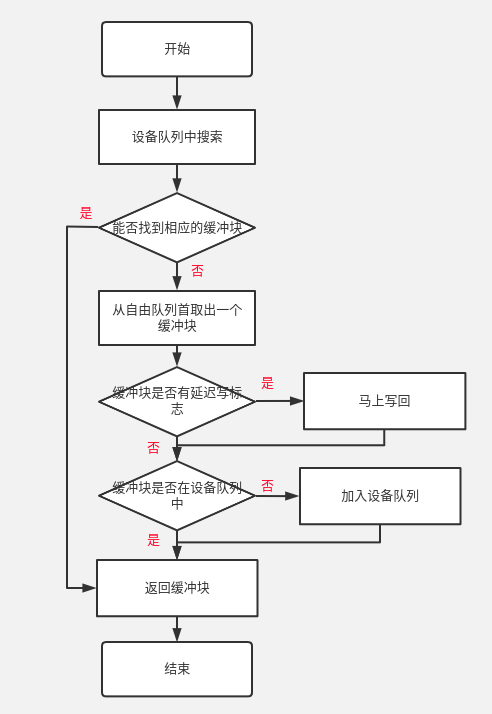 开始
设备队列中搜索
是
能否找到相应的缓冲块
否
从自由队列首取出一个
缓冲块
缓冲块是否有延迟写标
志
是
马上写回
否
缓冲块是否在设备队列
中
否
加入设备队列
是
返回缓冲块
结束